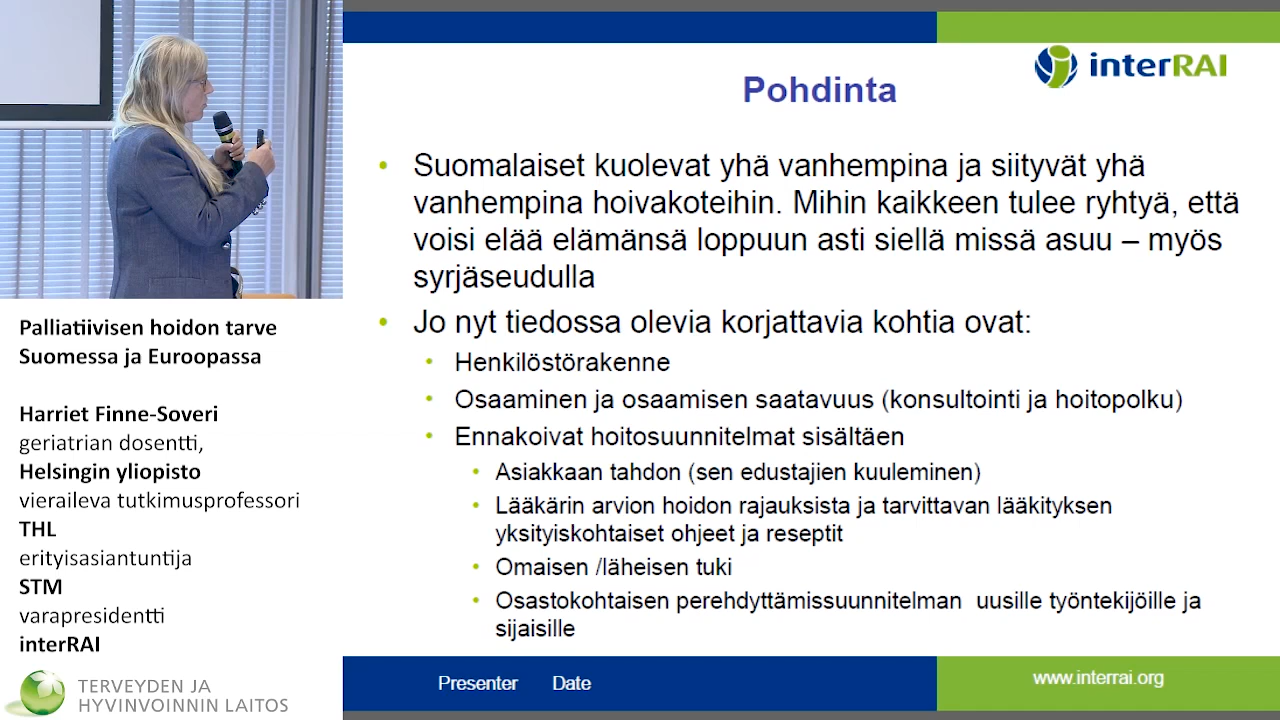 Palliatiivisen hoidon tarve
Suomessa ja Euroopassa
Harriet Finne-Soveri
geriatrian dosentti,
Helsingin yliopisto
vieraileva tutkimusprofessori
THL
erityisasiantuntija
STM
varapresidentti
interRAI
TERVEYDEN JA
HYVINVOINNIN LAITOS
interRAI
Pohdinta
• Suomalaiset kuolevat yhä vanhempina ja siityvät yhä
vanhempina hoivakoteihin. Mihin kaikkeen tulee ryhtyä, että
voisi elää elämänsä loppuun asti siellä missä asuu – myös
syrjäseudulla
• Jo nyt tiedossa olevia korjattavia kohtia ovat:
• Henkilöstörakenne
• Osaaminen ja osaamisen saatavuus (konsultointi ja hoitopolku)
• Ennakoivat hoitosuunnitelmat sisältäen
• Asiakkaan tahdon (sen edustajien kuuleminen)
• Lääkärin arvion hoidon rajauksista ja tarvittavan lääkityksen
yksityiskohtaiset ohjeet ja reseptit
• Omaisen /läheisen tuki
• Osastokohtaisen perehdyttämissuunnitelman uusille työntekijöille ja
sijaisille
Presenter Date
www.interrai.org